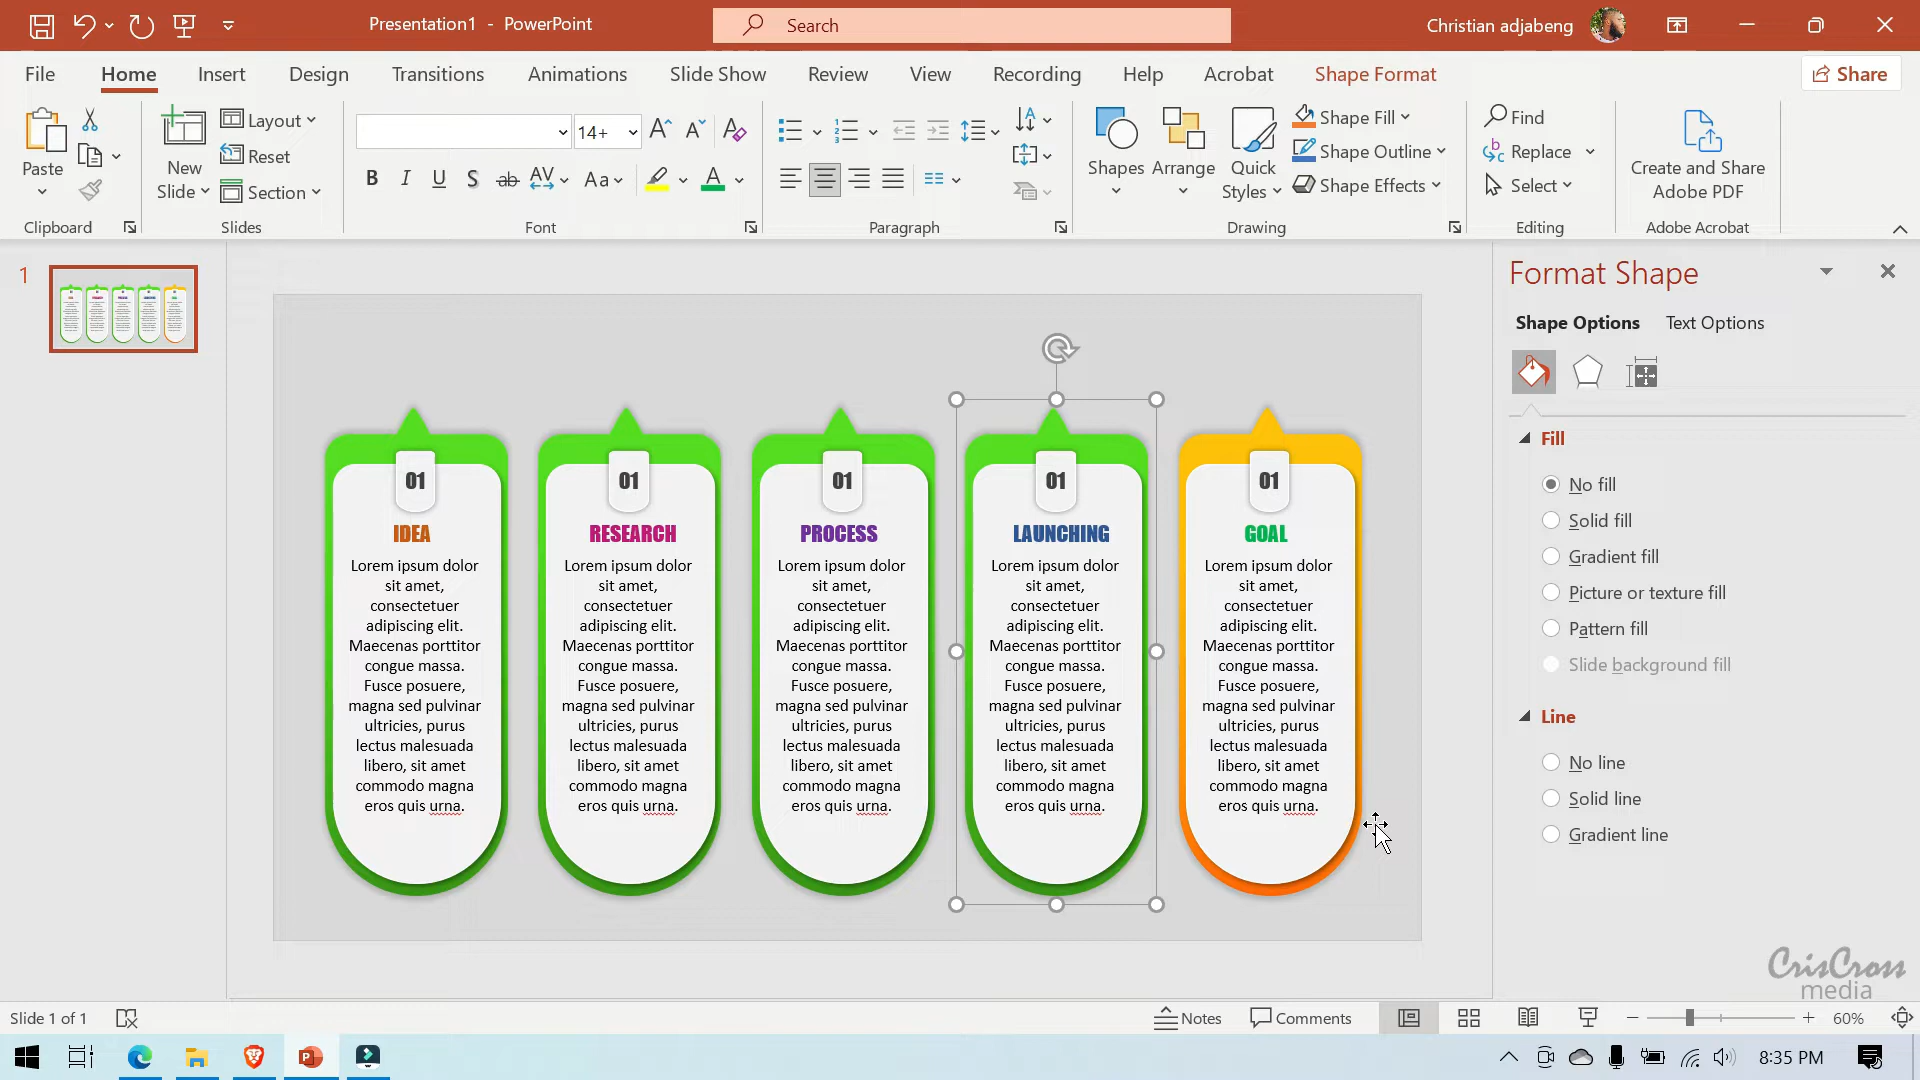 Presentation1 - PowerPoint
Search
Christian adjabeng
File Home Insert Design Transitions Animations Slide Show Review View Recording Help Acrobat Shape Format
Share
Paste
Clipboard
New
Slide
Layout
Reset
Section
Slides
14+
B I U S ab AV Aa A
Font
Paragraph
Shapes
Arrange
Quick
Styles
Shape Fill
Shape Outline
Shape Effects
Drawing
Find
Replace
Select
Editing
Create and Share
Adobe PDF
Adobe Acrobat
1
01
IDEA
Lorem ipsum dolor
sit amet,
consectetuer
adipiscing elit.
Maecenas porttitor
congue massa.
Fusce posuere,
magna sed pulvinar
ultricies, purus
lectus malesuada
libero, sit amet
commodo magna
eros quis urna.
01
RESEARCH
Lorem ipsum dolor
sit amet,
consectetuer
adipiscing elit.
Maecenas porttitor
congue massa.
Fusce posuere,
magna sed pulvinar
ultricies, purus
lectus malesuada
libero, sit amet
commodo magna
eros quis urna.
01
PROCESS
Lorem ipsum dolor
sit amet,
consectetuer
adipiscing elit.
Maecenas porttitor
congue massa.
Fusce posuere,
magna sed pulvinar
ultricies, purus
lectus malesuada
libero, sit amet
commodo magna
eros quis urna.
01
LAUNCHING
Lorem ipsum dolor
sit amet,
consectetuer
adipiscing elit.
Maecenas porttitor
congue massa.
Fusce posuere,
magna sed pulvinar
ultricies, purus
lectus malesuada
libero, sit amet
commodo magna
eros quis urna.
01
GOAL
Lorem ipsum dolor
sit amet,
consectetuer
adipiscing elit.
Maecenas porttitor
congue massa.
Fusce posuere,
magna sed pulvinar
ultricies, purus
lectus malesuada
libero, sit amet
commodo magna
eros quis urna.
Format Shape
Shape Options Text Options
Fill
No fill
Solid fill
Gradient fill
Picture or texture fill
Pattern fill
Slide background fill
Line
No line
Solid line
Gradient line
CrisCross
media
Slide 1 of 1
Notes
Comments
60%
8:35 PM